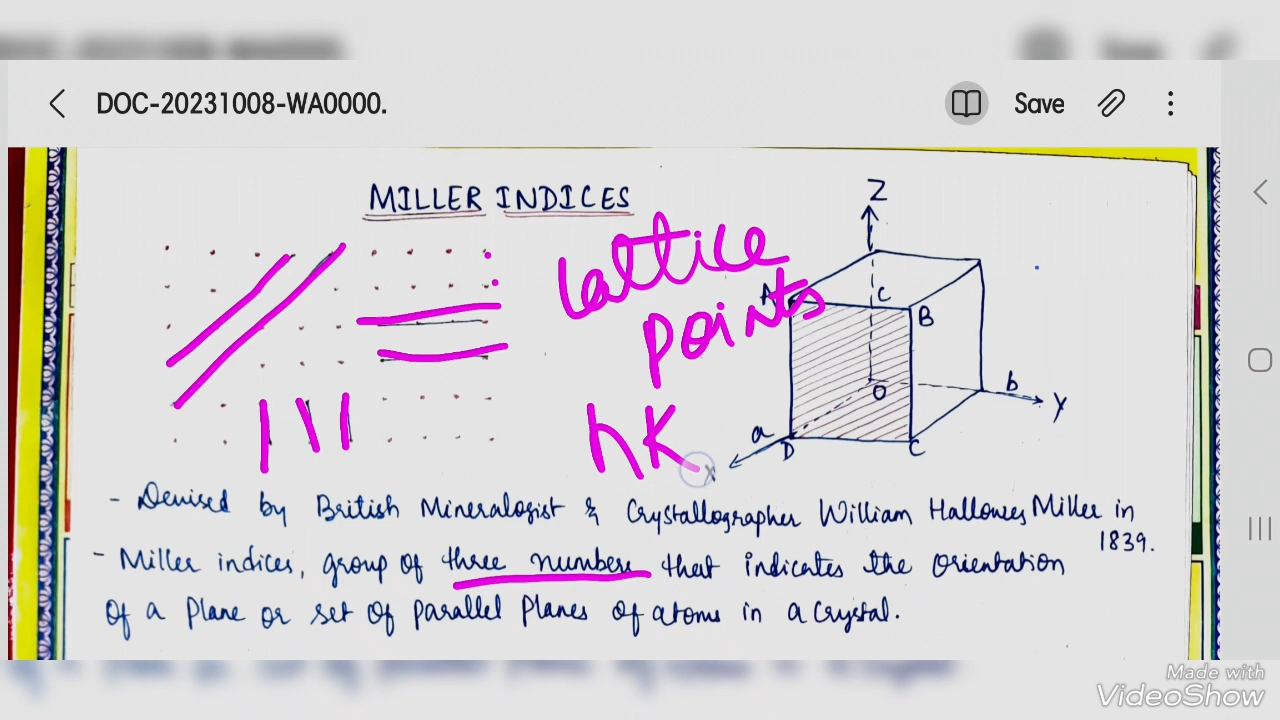 DOC-20231008-WA0000.
Save
MILLER INDICES
lattice
points
hK
Z
A
C
B
O
b
Y
a
D
C
X
- Devised by British Mineralogist & Crystallographer William Hallowes Miller in
1839.
- Miller indices, group of three numbers that indicates the orientation
of a plane or set of parallel planes of atoms in a crystal.
Made with
VideoShow